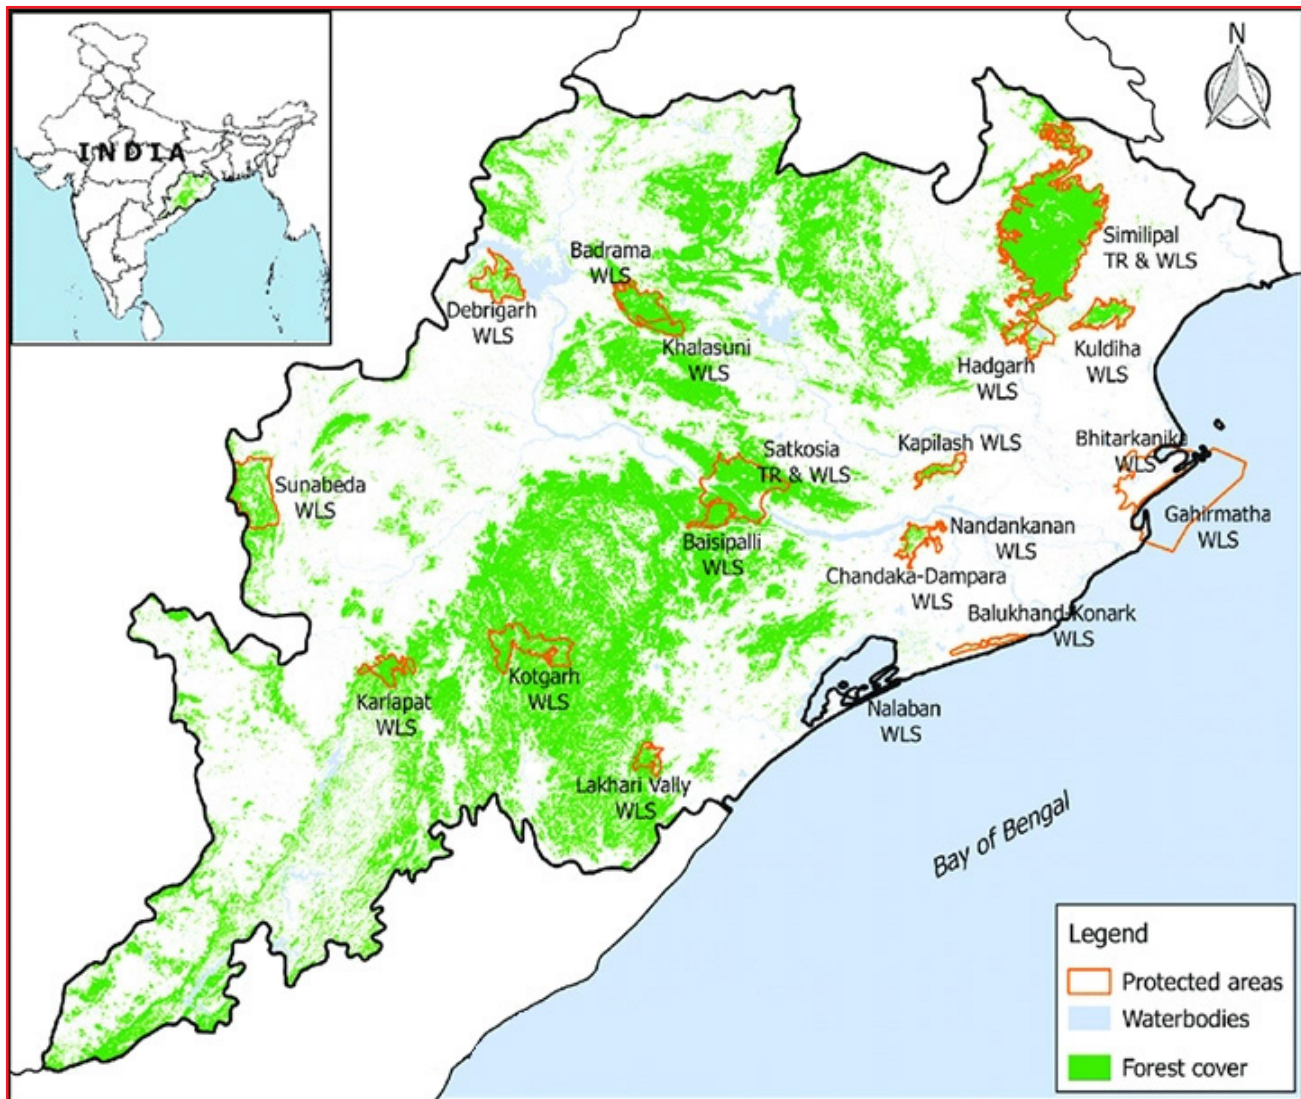 INDIA
N
Badrama
WLS
Similipal
TR & WLS
Debrigarh
WLS
Khalasuni
WLS
Hadgarh
WLS
Kuldiha
WLS
Satkosia
TR & WLS
Kapilash WLS
Bhitarkanika
WLS
Sunabeda
WLS
Gahirmatha
WLS
Baisipalli
WLS
Nandankanan
WLS
Chandaka-Dampara
WLS
Balukhand-Konark
WLS
Karlapat
WLS
Kotgarh
WLS
Nalaban
WLS
Lakhari Vally
WLS
Bay of Bengal
Legend
Protected areas
Waterbodies
Forest cover